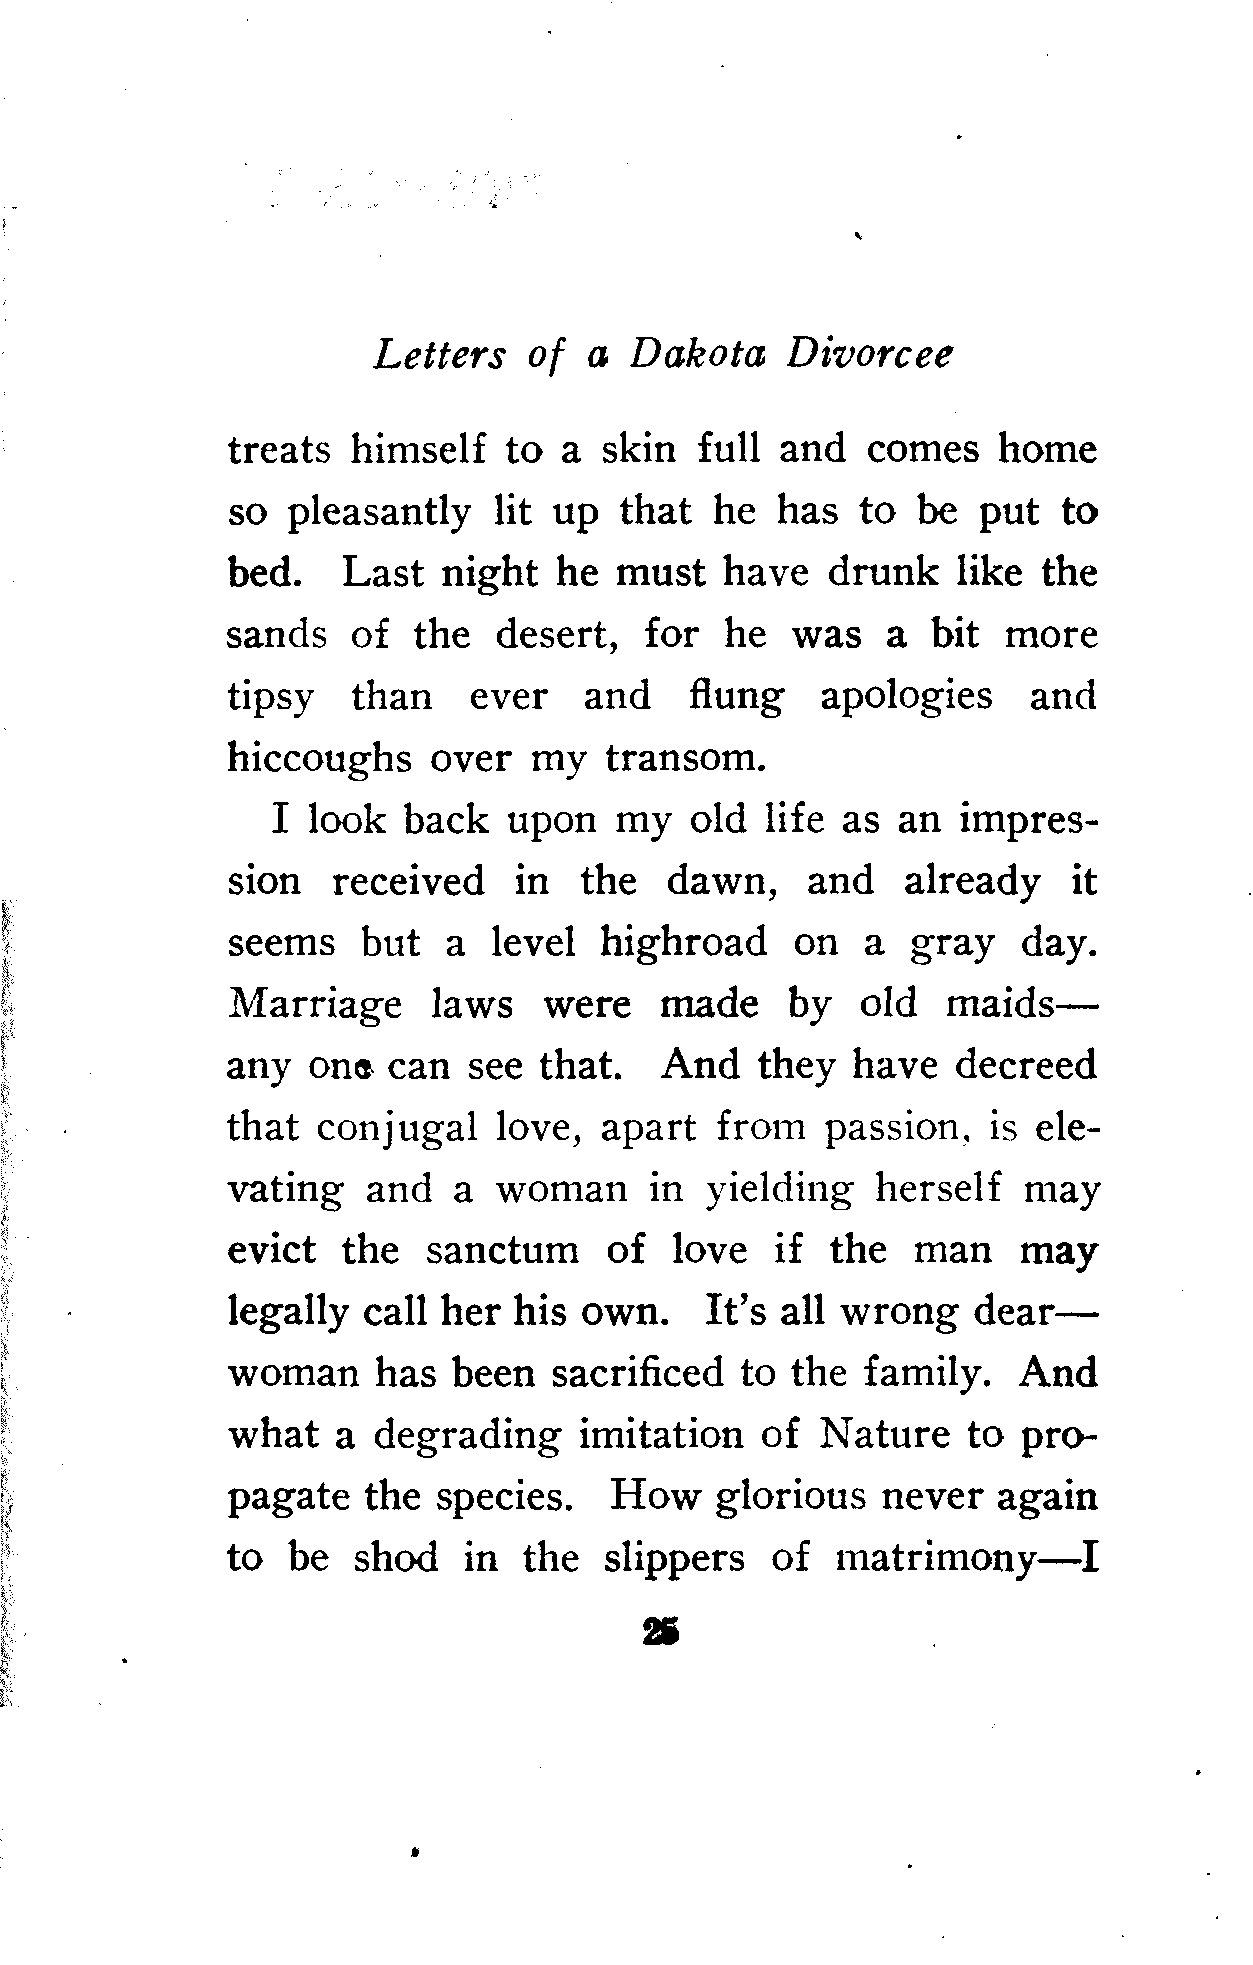 Letters of a Dakota Divorcee
treats himself to a skin full and comes home
so pleasantly lit up that he has to be put to
bed. Last night he must have drunk like the
sands of the desert, for he was a bit more
tipsy than ever and flung apologies and
hiccoughs over my transom.
I look back upon my old life as an impres-
sion received in the dawn, and already it
seems but a level highroad on a gray day.
Marriage laws were made by old maids—
any one can see that. And they have decreed
that conjugal love, apart from passion, is ele-
vating and a woman in yielding herself may
evict the sanctum of love if the man may
legally call her his own. It's all wrong dear—
woman has been sacrificed to the family. And
what a degrading imitation of Nature to pro-
pagate the species. How glorious never again
to be shod in the slippers of matrimony—I
25